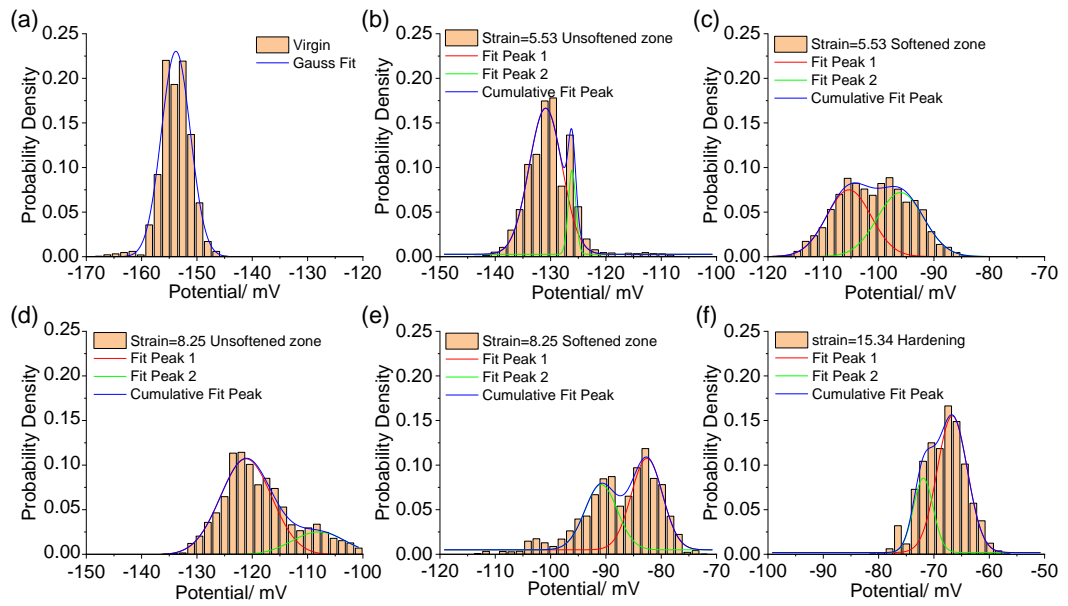 (a)
0.25
0.20
0.15
0.10
0.05
0.00
Probability Density
Virgin
Gauss Fit
-170 -160 -150 -140 -130 -120
Potential/ mV
(b)
0.25
0.20
0.15
0.10
0.05
0.00
Probability Density
Strain=5.53 Unsoftened zone
Fit Peak 1
Fit Peak 2
Cumulative Fit Peak
-150 -140 -130 -120 -110 -100
Potential/ mV
(c)
0.25
0.20
0.15
0.10
0.05
0.00
Probability Density
Strain=5.53 Softened zone
Fit Peak 1
Fit Peak 2
Cumulative Fit Peak
-120 -110 -100 -90 -80 -70
Potential/ mV
(d)
0.25
0.20
0.15
0.10
0.05
0.00
Probability Density
Strain=8.25 Unsoftened zone
Fit Peak 1
Fit Peak 2
Cumulative Fit Peak
-150 -140 -130 -120 -110 -100
Potential/ mV
(e)
0.25
0.20
0.15
0.10
0.05
0.00
Probability Density
Strain=8.25 Softened zone
Fit Peak 1
Fit Peak 2
Cumulative Fit Peak
-120 -110 -100 -90 -80 -70
Potential/ mV
(f)
0.25
0.20
0.15
0.10
0.05
0.00
Probability Density
strain=15.34 Hardening
Fit Peak 1
Fit Peak 2
Cumulative Fit Peak
-100 -90 -80 -70 -60 -50
Potential/ mV